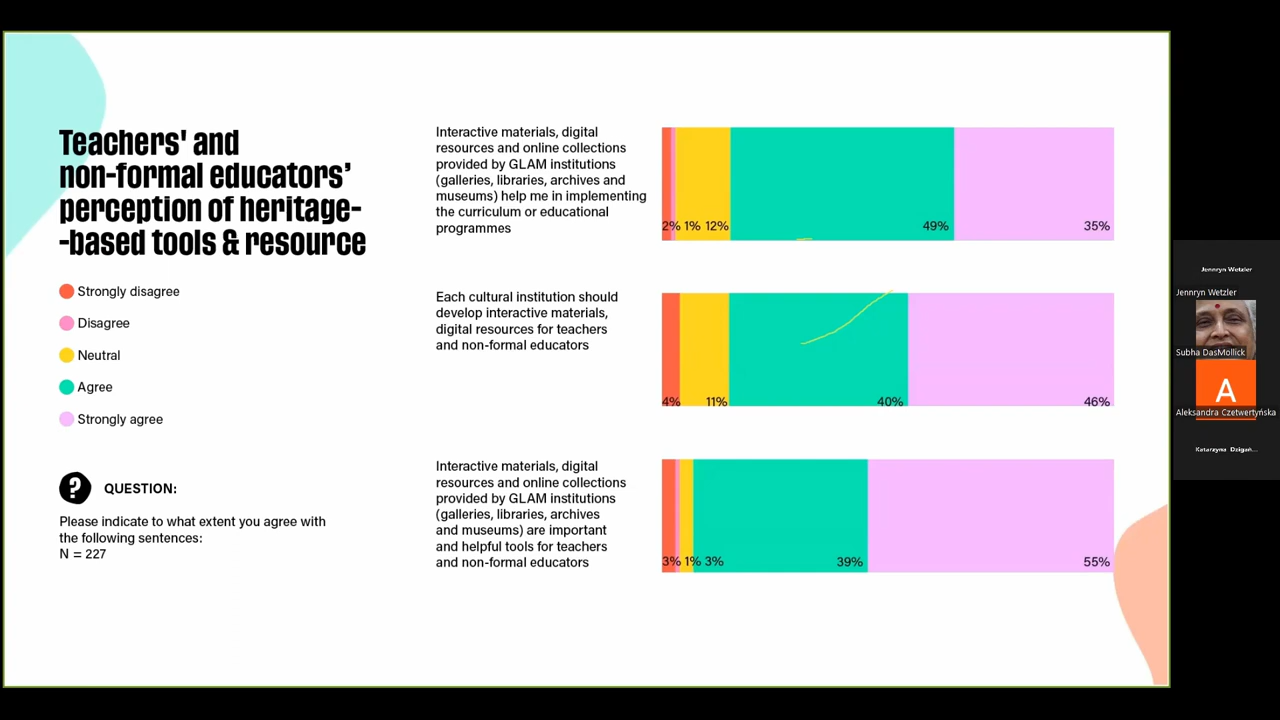 Teachers' and
non-formal educators'
perception of heritage-
-based tools & resource
Strongly disagree
Disagree
Neutral
Agree
Strongly agree
?
QUESTION:
Please indicate to what extent you agree with
the following sentences:
N = 227
Interactive materials, digital
resources and online collections
provided by GLAM institutions
(galleries, libraries, archives and
museums) help me in implementing
the curriculum or educational
programmes
2% 1% 12% 49% 35%
Each cultural institution should
develop interactive materials,
digital resources for teachers
and non-formal educators
4% 11% 40% 46%
Interactive materials, digital
resources and online collections
provided by GLAM institutions
(galleries, libraries, archives
and museums) are important
and helpful tools for teachers
and non-formal educators
3% 1% 3% 39% 55%
Jennryn Wetzler
Jennryn Wetzler
Subha DasMollick
A
Aleksandra Czetwertyńska
Katarzyna Dzigań...